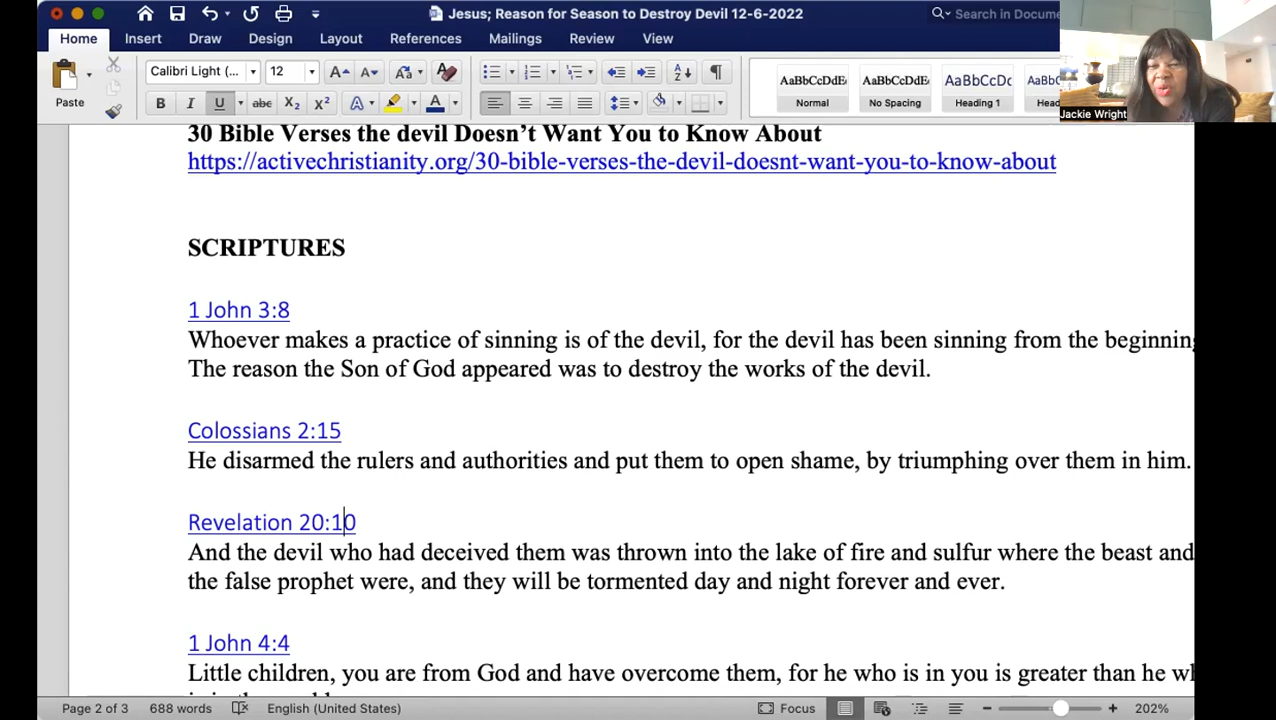 Jesus; Reason for Season to Destroy Devil 12-6-2022
Search in Docume
Home Insert Draw Design Layout References Mailings Review View
Paste
Calibri Light (... 12
AaBbCcDdE AaBbCcDdE AaBbCcDc AaBb
Normal No Spacing Heading 1 Head
Jackie Wright
30 Bible Verses the devil Doesn't Want You to Know About
https://activechristianity.org/30-bible-verses-the-devil-doesnt-want-you-to-know-about
SCRIPTURES
1 John 3:8
Whoever makes a practice of sinning is of the devil, for the devil has been sinning from the beginning
The reason the Son of God appeared was to destroy the works of the devil.
Colossians 2:15
He disarmed the rulers and authorities and put them to open shame, by triumphing over them in him.
Revelation 20:10
And the devil who had deceived them was thrown into the lake of fire and sulfur where the beast and
the false prophet were, and they will be tormented day and night forever and ever.
1 John 4:4
Little children, you are from God and have overcome them, for he who is in you is greater than he w
Page 2 of 3 688 words English (United States) Focus 202%